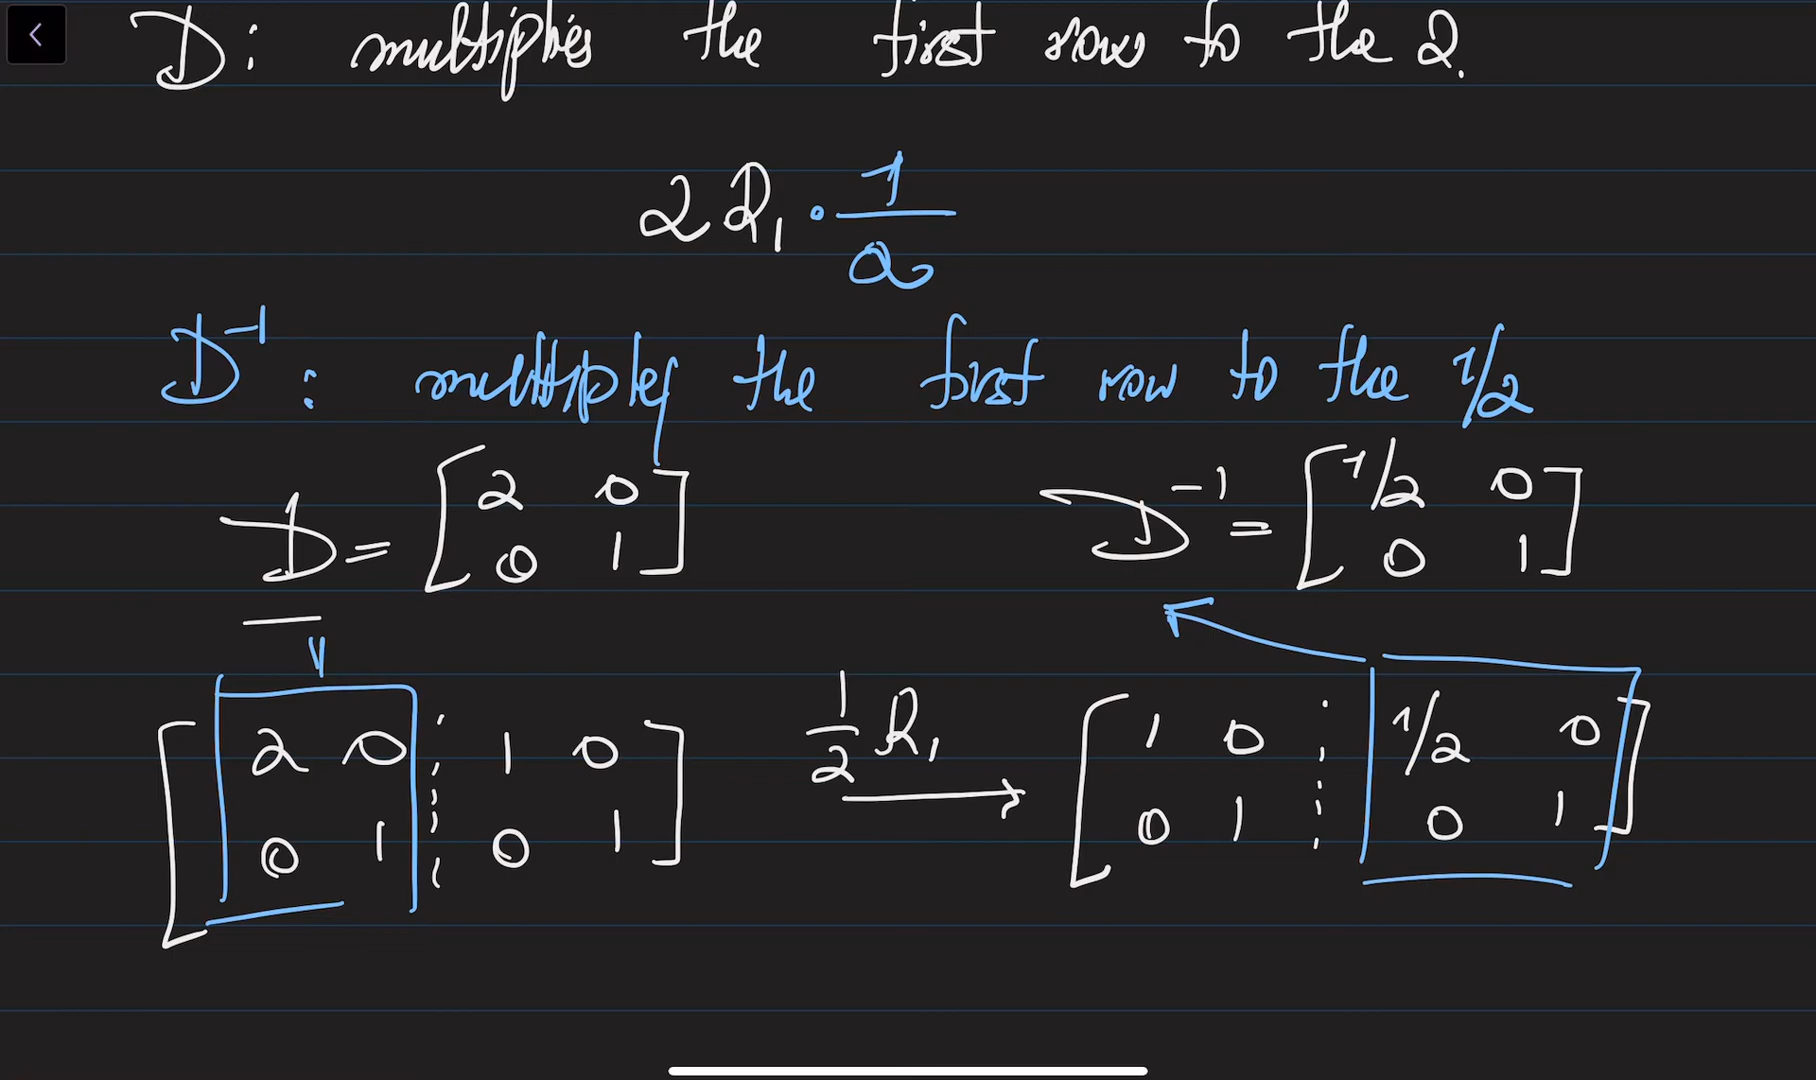 D: multiplies the first row to the 2.
2R₁ · 1/2
D⁻¹: multiples the first row to the 1/2
D = [2 0 0 1] D⁻¹ = [1/2 0 0 1]
[2 0 ⋮ 1 0 1/2 R₁ → [1 0 ⋮ 1/2 0
0 1 ⋮ 0 1] 0 1 ⋮ 0 1]